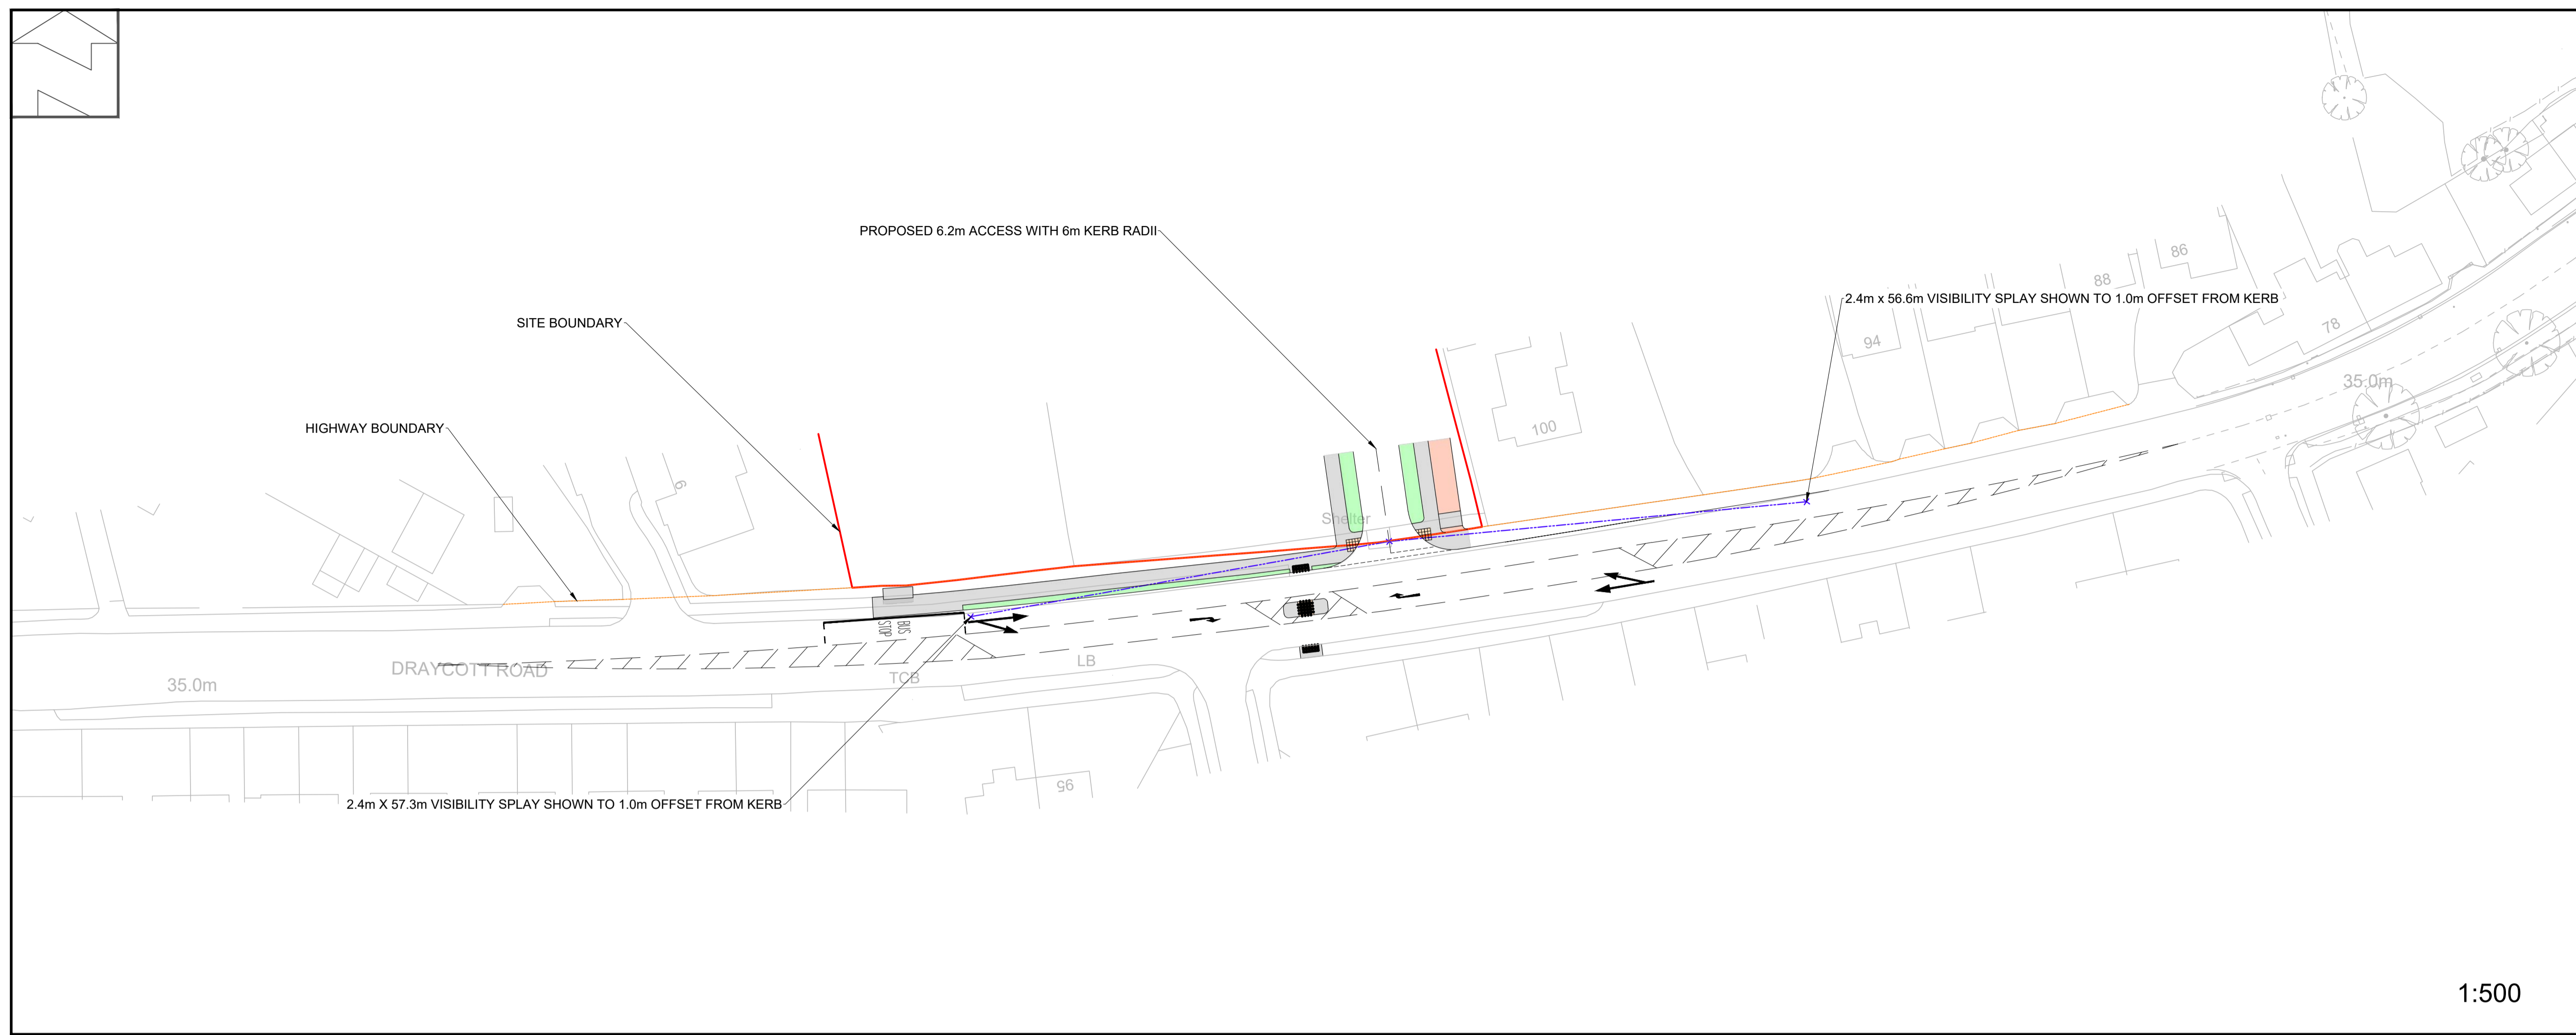 PROPOSED 6.2m ACCESS WITH 6m KERB RADII
86
88
2.4m x 56.6m VISIBILITY SPLAY SHOWN TO 1.0m OFFSET FROM KERB
SITE BOUNDARY
78
94
35.0m
HIGHWAY BOUNDARY
100
Shelter
BUS
STOP
LB
DRAYCOTT ROAD
TCB
35.0m
95
2.4m X 57.3m VISIBILITY SPLAY SHOWN TO 1.0m OFFSET FROM KERB
1:500